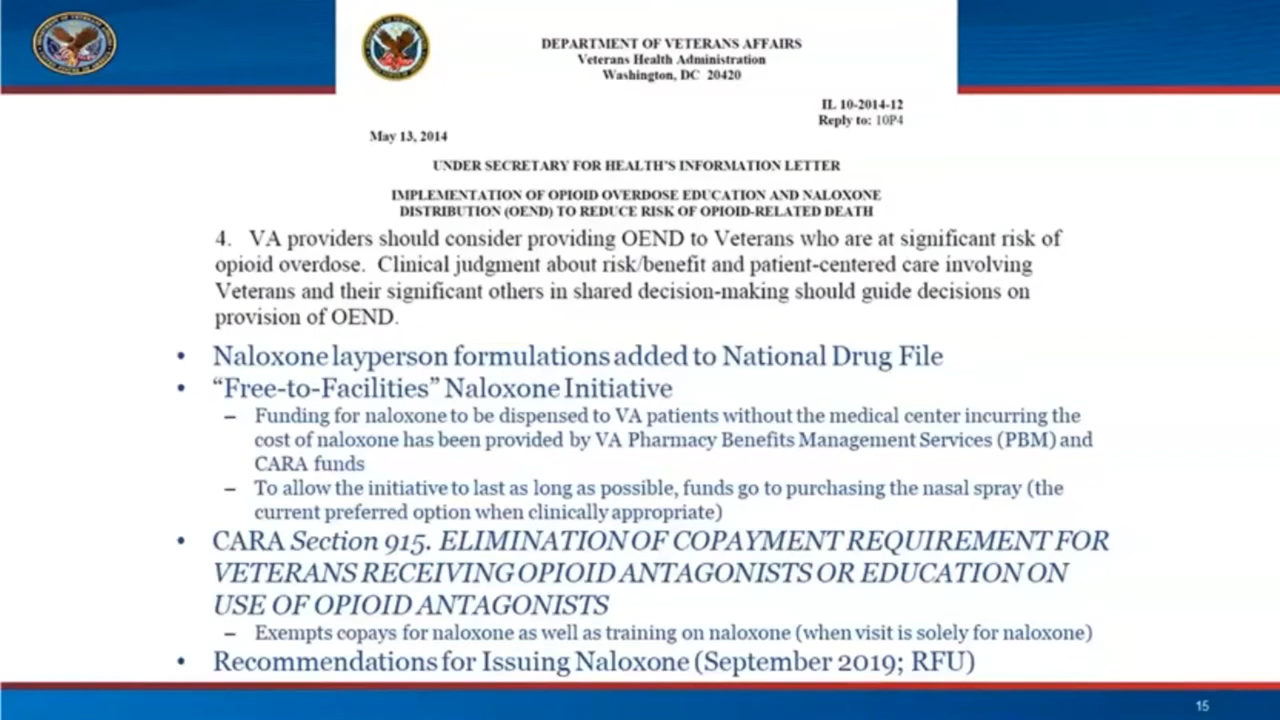 DEPARTMENT OF VETERANS AFFAIRS
Veterans Health Administration
Washington, DC 20420
IL 10-2014-12
Reply to: 10P4
May 13, 2014
UNDER SECRETARY FOR HEALTH'S INFORMATION LETTER
IMPLEMENTATION OF OPIOID OVERDOSE EDUCATION AND NALOXONE
DISTRIBUTION (OEND) TO REDUCE RISK OF OPIOID-RELATED DEATH
4. VA providers should consider providing OEND to Veterans who are at significant risk of
opioid overdose. Clinical judgment about risk/benefit and patient-centered care involving
Veterans and their significant others in shared decision-making should guide decisions on
provision of OEND.
• Naloxone layperson formulations added to National Drug File
• “Free-to-Facilities” Naloxone Initiative
– Funding for naloxone to be dispensed to VA patients without the medical center incurring the
cost of naloxone has been provided by VA Pharmacy Benefits Management Services (PBM) and
CARA funds
– To allow the initiative to last as long as possible, funds go to purchasing the nasal spray (the
current preferred option when clinically appropriate)
• CARA Section 915. ELIMINATION OF COPAYMENT REQUIREMENT FOR
VETERANS RECEIVING OPIOID ANTAGONISTS OR EDUCATION ON
USE OF OPIOID ANTAGONISTS
– Exempts copays for naloxone as well as training on naloxone (when visit is solely for naloxone)
• Recommendations for Issuing Naloxone (September 2019; RFU)
15